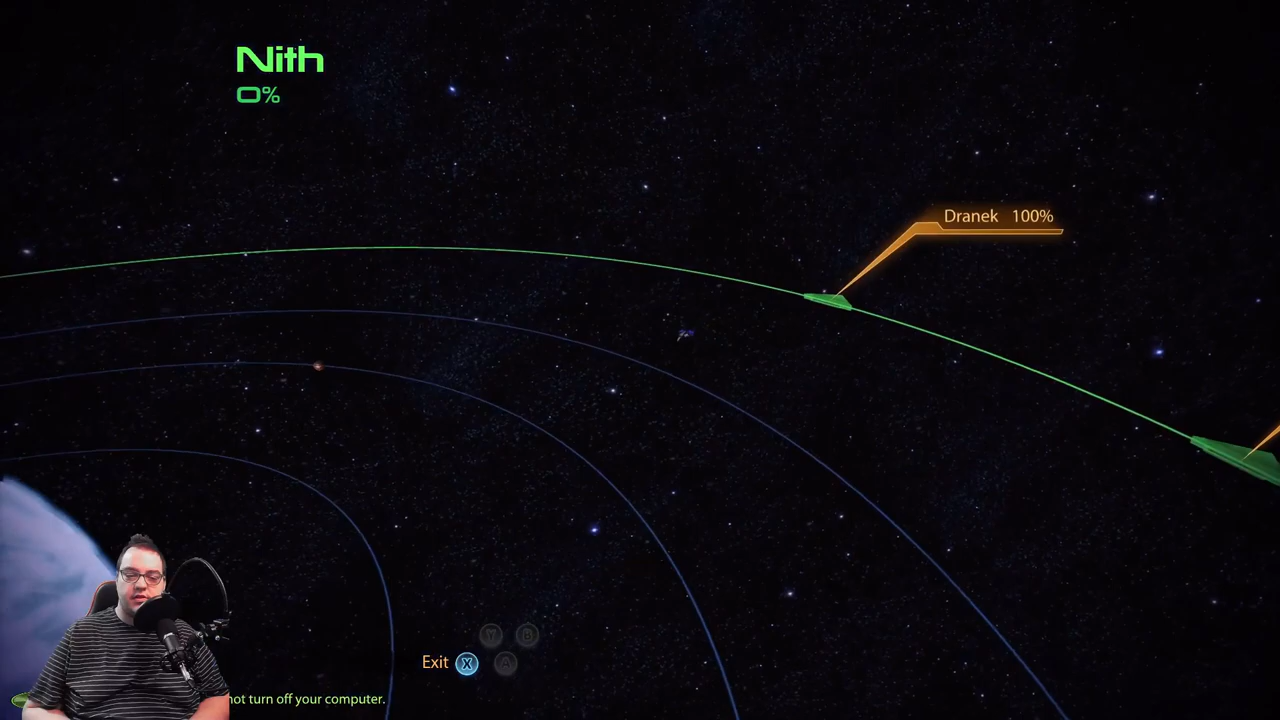 Nith
0%
Dranek 100%
Y B
Exit X A
not turn off your computer.